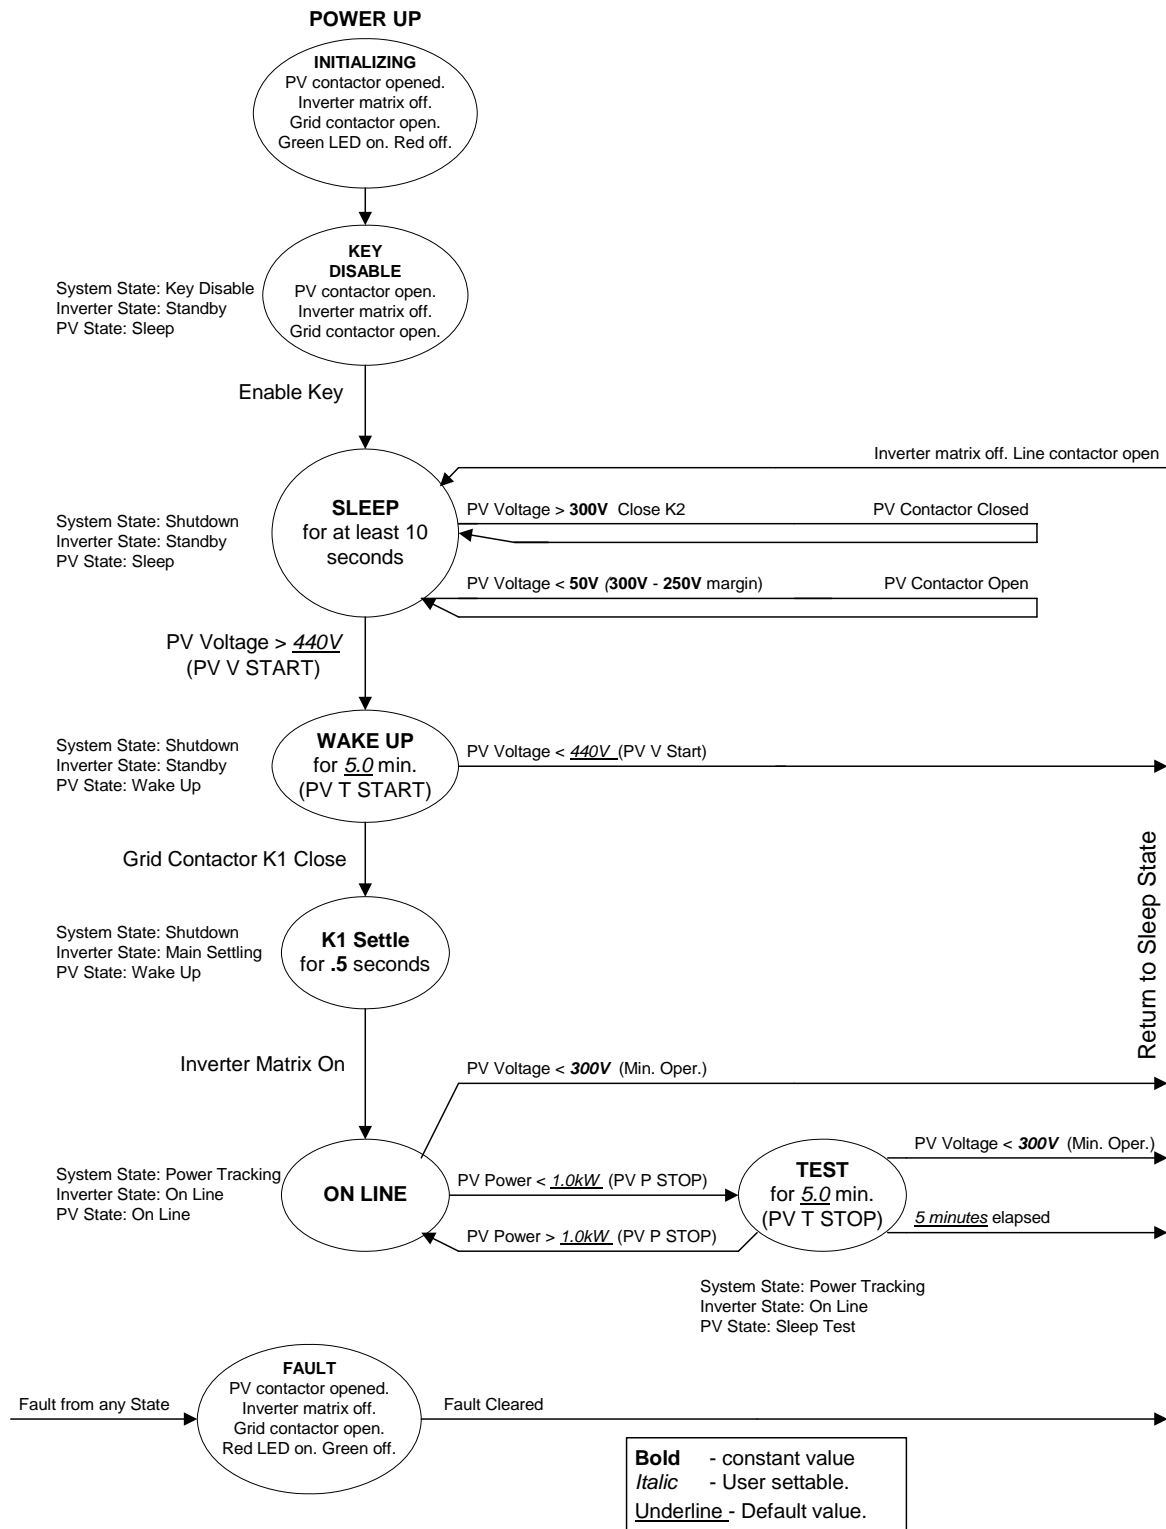 POWER UP
INITIALIZING
PV contactor opened.
Inverter matrix off.
Grid contactor open.
Green LED on. Red off.
KEY
DISABLE
PV contactor open.
Inverter matrix off.
Grid contactor open.
System State: Key Disable
Inverter State: Standby
PV State: Sleep
Enable Key
Inverter matrix off. Line contactor open
SLEEP
for at least 10
seconds
System State: Shutdown
Inverter State: Standby
PV State: Sleep
PV Voltage > 300V  Close K2
PV Contactor Closed
PV Voltage < 50V (300V - 250V margin)
PV Contactor Open
PV Voltage > 440V
(PV V START)
System State: Shutdown
Inverter State: Standby
PV State: Wake Up
WAKE UP
for 5.0 min.
(PV T START)
PV Voltage < 440V (PV V Start)
Grid Contactor K1 Close
System State: Shutdown
Inverter State: Main Settling
PV State: Wake Up
K1 Settle
for .5 seconds
Return to Sleep State
Inverter Matrix On
PV Voltage < 300V (Min. Oper.)
System State: Power Tracking
Inverter State: On Line
PV State: On Line
ON LINE
PV Power < 1.0kW (PV P STOP)
PV Power > 1.0kW (PV P STOP)
TEST
for 5.0 min.
(PV T STOP)
PV Voltage < 300V (Min. Oper.)
5 minutes elapsed
System State: Power Tracking
Inverter State: On Line
PV State: Sleep Test
Fault from any State
FAULT
PV contactor opened.
Inverter matrix off.
Grid contactor open.
Red LED on. Green off.
Fault Cleared
Bold - constant value
Italic - User settable.
Underline - Default value.